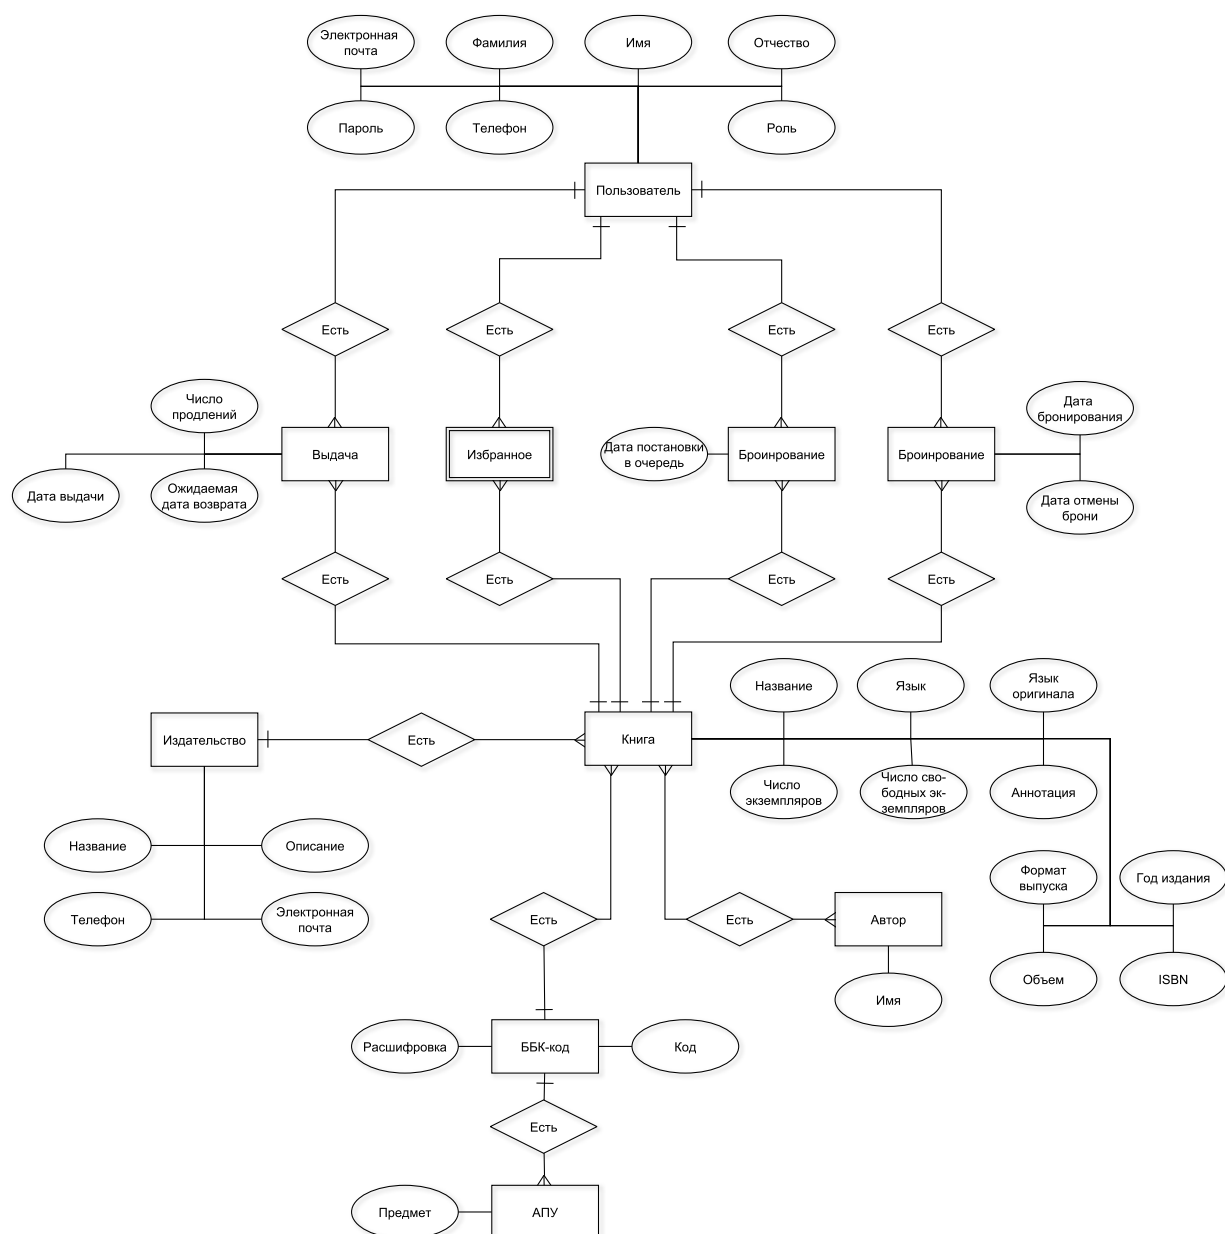 Электронная
почта
Фамилия
Имя
Отчество
Пароль
Телефон
Роль
Пользователь
Есть
Есть
Есть
Есть
Число
продлений
Дата
бронирования
Выдача
Избранное
Дата постановки
в очередь
Броинрование
Броинрование
Дата выдачи
Ожидаемая
дата возврата
Дата отмены
брони
Есть
Есть
Есть
Есть
Название
Язык
Язык
оригинала
Издательство
Есть
Книга
Число
экземпляров
Число сво-
бодных эк-
земпляров
Аннотация
Название
Описание
Формат
выпуска
Год издания
Телефон
Электронная
почта
Есть
Есть
Автор
Объем
ISBN
Имя
Расшифровка
ББК-код
Код
Есть
Предмет
АПУ